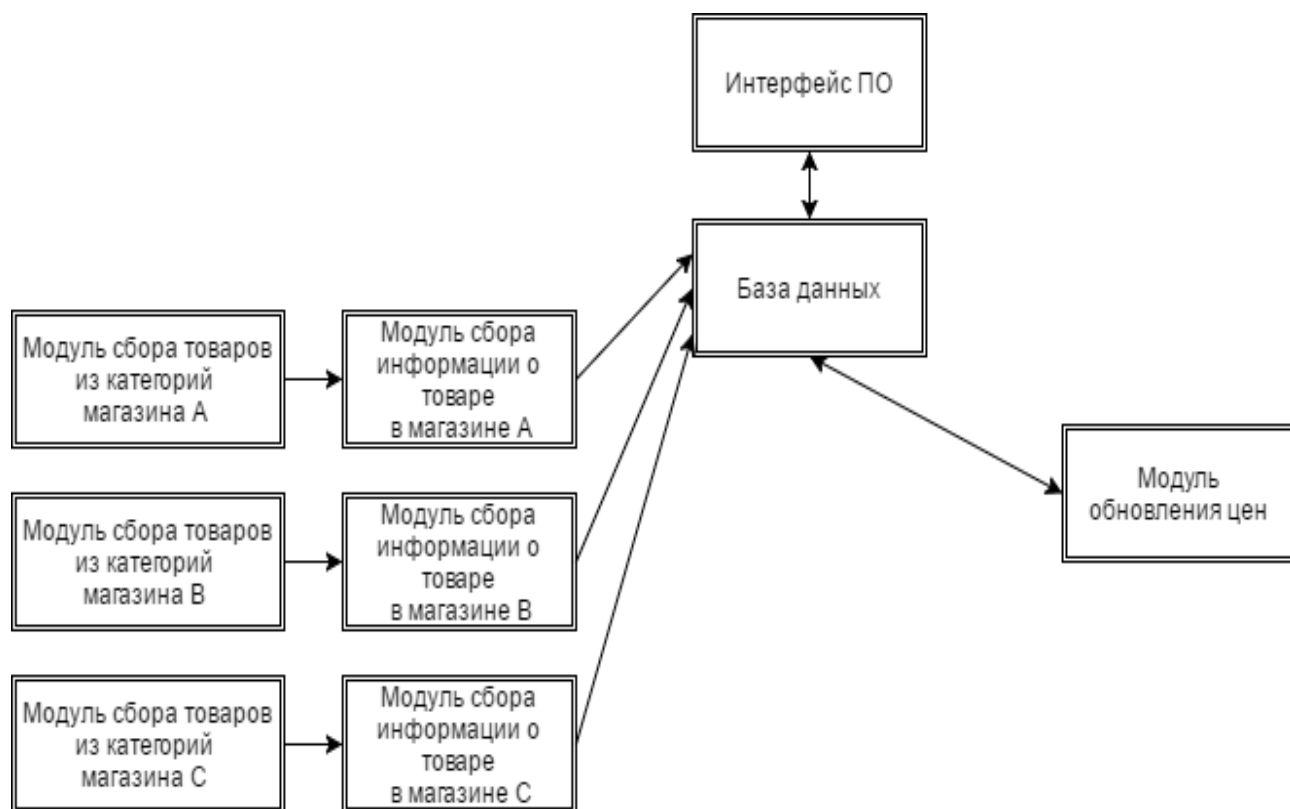 Интерфейс ПО
База данных
Модуль сбора товаров
из категорий
магазина А
Модуль сбора
информации о
товаре
в магазине А
Модуль
обновления цен
Модуль сбора товаров
из категорий
магазина В
Модуль сбора
информации о
товаре
в магазине В
Модуль сбора товаров
из категорий
магазина С
Модуль сбора
информации о
товаре
в магазине С